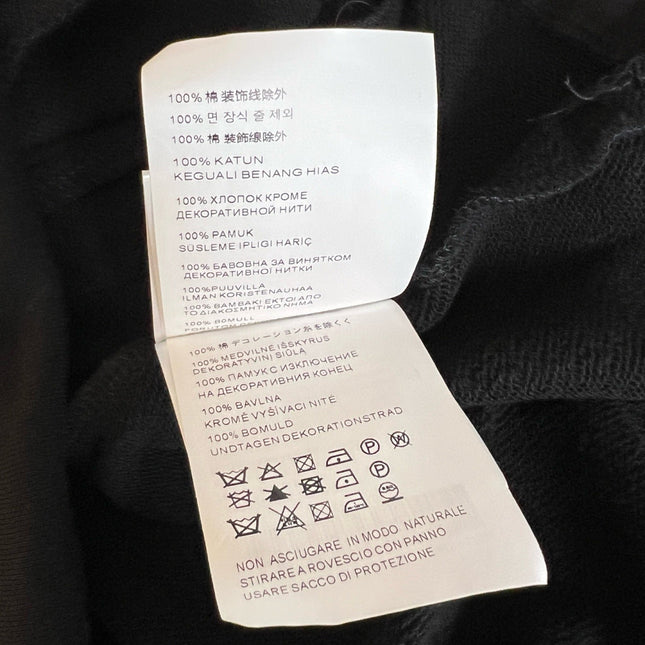 100% 棉 装饰线除外
100% 면 장식 줄 제외
100% 棉 裝飾線除外
100% KATUN
KEGUALI BENANG HIAS
100% ХЛОПОК КРОМЕ
ДЕКОРАТИВНОЙ НИТИ
100% PAMUK
SÜSLEME IPLIGI HARIÇ
100% БАВОВНА ЗА ВИНЯТКОМ
ДЕКОРАТИВНОЇ НИТКИ
100%PUUVILLA
ILMAN KORISTENAUHAA
100% ΒΑΜΒΑΚΙ ΕΚΤΟΙ ΑΠΟ
ΤΟ ΔΙΑΚΟΣΜΗΤΙΚΟ ΝΗΜΑ
100% BOMULL
100% 棉 デコレーション糸を除くく
100% MEDVILNĖ IŠSKYRUS
DEKORATYVINI SIŪLĄ
100% ПАМУК С ИЗКЛЮЧЕНИЕ
НА ДЕКОРАТИВНИЯ КОНЕЦ
100% BAVLNA
KROMĚ VYŠÍVACI NITĚ
100% BOMULD
UNDTAGEN DEKORATIONSTRAD
P W
P
NON ASCIUGARE IN MODO NATURALE
STIRARE A ROVESCIO CON PANNO
USARE SACCO DI PROTEZIONE